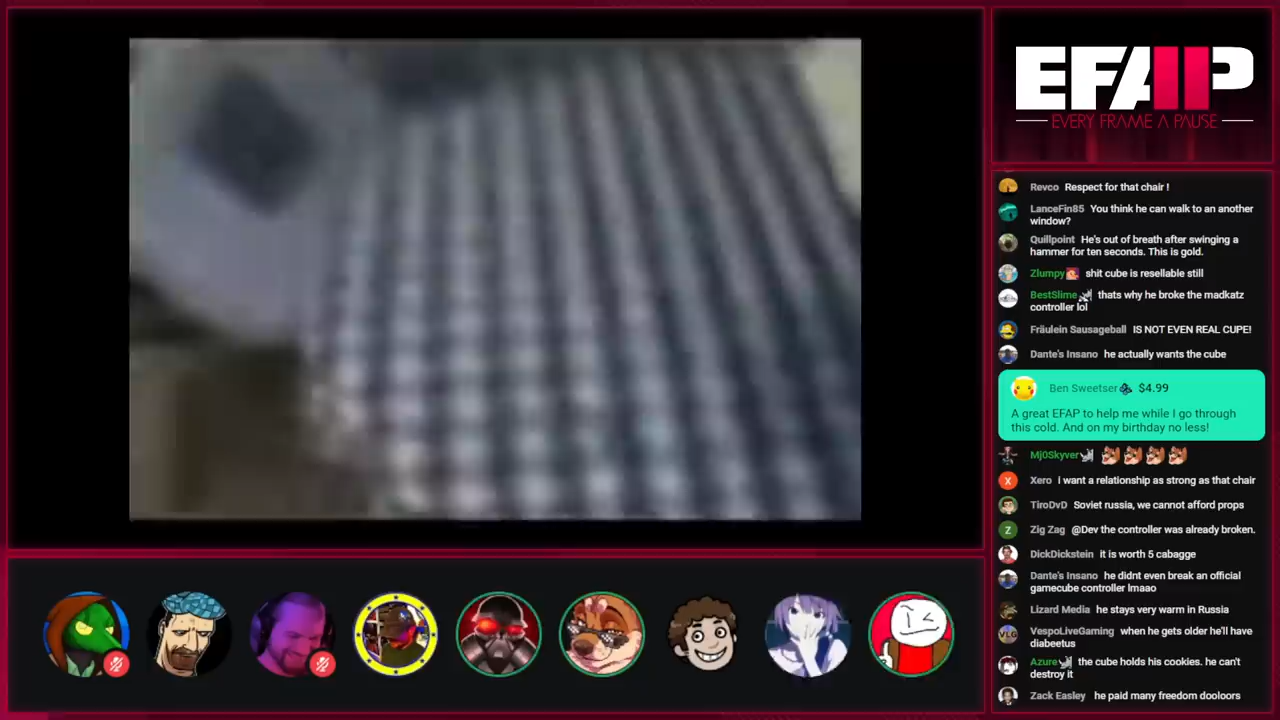 EFAP
EVERY FRAME A PAUSE
Revco Respect for that chair !
LanceFin85 You think he can walk to an another
window?
Quillpoint He's out of breath after swinging a
hammer for ten seconds. This is gold.
Zlumpy shit cube is resellable still
BestSlime thats why he broke the madkatz
controller lol
Fräulein Sausageball IS NOT EVEN REAL CUPE!
Dante's Insano he actually wants the cube
Ben Sweetser $4.99
A great EFAP to help me while I go through
this cold. And on my birthday no less!
Mj0Skyver
X
Xero i want a relationship as strong as that chair
TiroDvD Soviet russia, we cannot afford props
Z
Zig Zag @Dev the controller was already broken.
DickDickstein it is worth 5 cabagge
Dante's Insano he didnt even break an official
gamecube controller lmaao
Lizard Media he stays very warm in Russia
VLG
VespoLiveGaming when he gets older he'll have
diabeetus
Azure the cube holds his cookies. he can't
destroy it
Zack Easley he paid many freedom dooloors